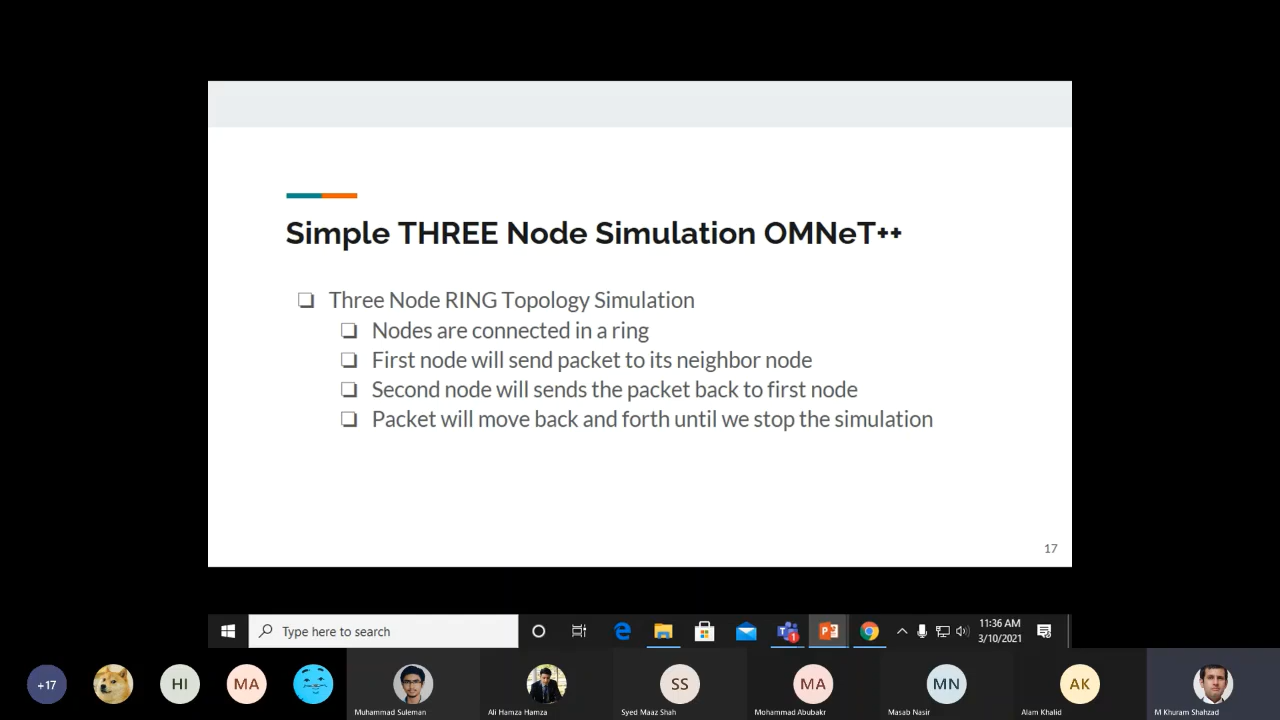 Simple THREE Node Simulation OMNeT++
Three Node RING Topology Simulation
Nodes are connected in a ring
First node will send packet to its neighbor node
Second node will sends the packet back to first node
Packet will move back and forth until we stop the simulation
17
Type here to search
1
11:36 AM
3/10/2021
+17
HI
MA
Muhammad Suleman
Ali Hamza Hamza
SS
Syed Maaz Shah
MA
Mohammad Abubakr
MN
Masab Nasir
AK
Alam Khalid
M Khuram Shahzad